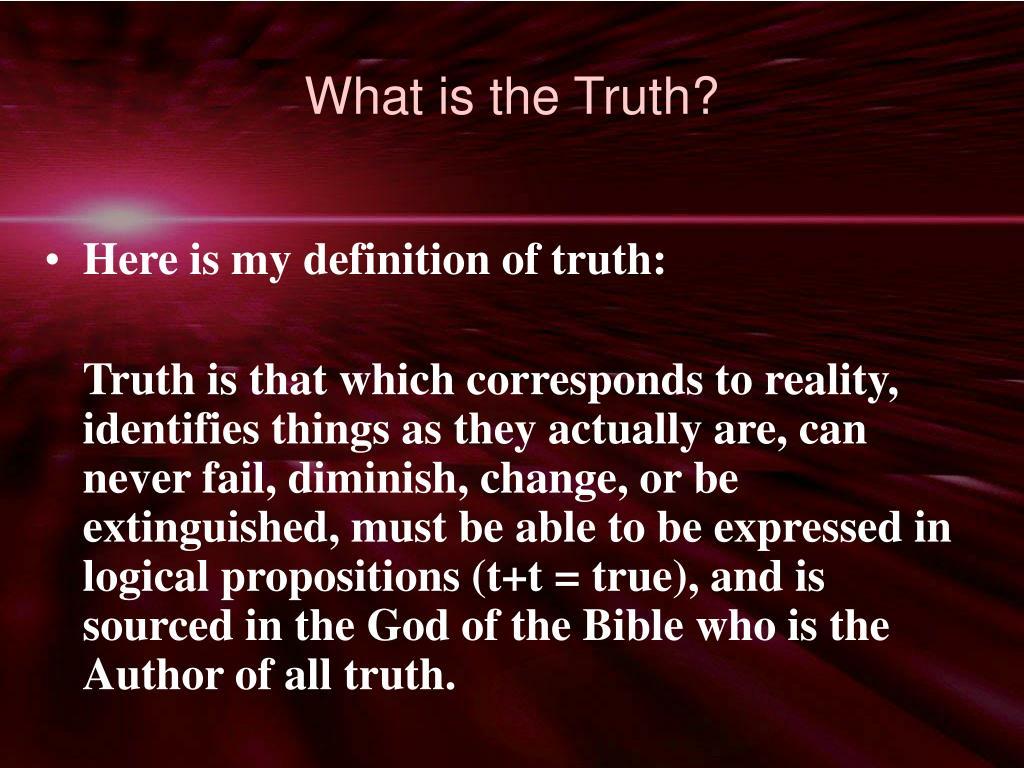 What is the Truth?
• Here is my definition of truth:
Truth is that which corresponds to reality,
identifies things as they actually are, can
never fail, diminish, change, or be
extinguished, must be able to be expressed in
logical propositions (t+t = true), and is
sourced in the God of the Bible who is the
Author of all truth.